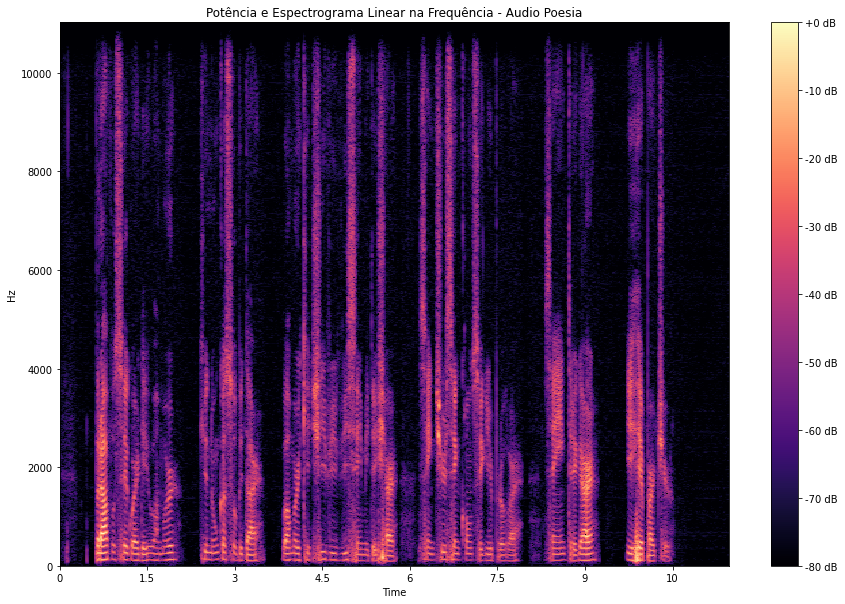 Potência e Espectrograma Linear na Frequência - Audio Poesia
+0 dB
10000
-10 dB
8000
-20 dB
-30 dB
6000
Hz
-40 dB
4000
-50 dB
-60 dB
2000
-70 dB
0
-80 dB
0 1.5 3 4.5 6 7.5 9 10
Time